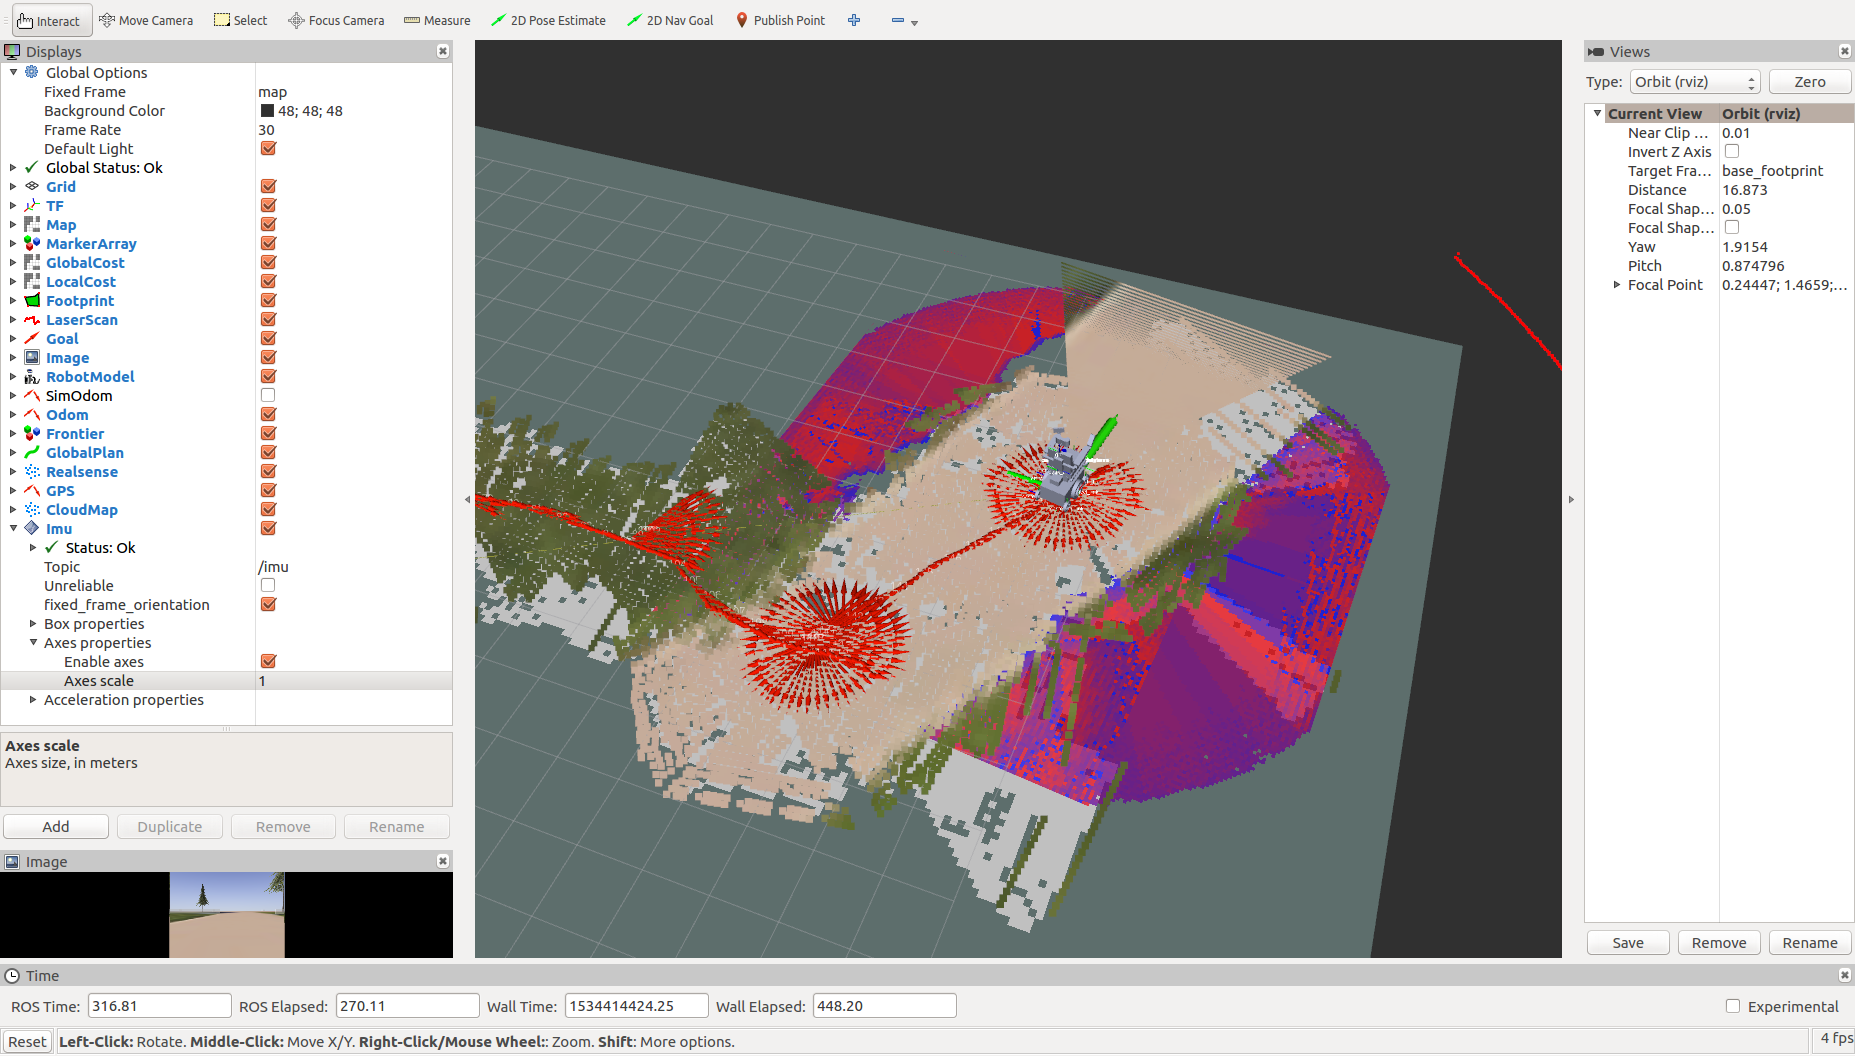 Interact Move Camera Select Focus Camera Measure 2D Pose Estimate 2D Nav Goal Publish Point
Displays
Global Options
Fixed Frame map
Background Color 48; 48; 48
Frame Rate 30
Default Light
Global Status: Ok
Grid
TF
Map
MarkerArray
GlobalCost
LocalCost
Footprint
LaserScan
Goal
Image
RobotModel
SimOdom
Odom
Frontier
GlobalPlan
Realsense
GPS
CloudMap
Imu
Status: Ok
Topic /imu
Unreliable
fixed_frame_orientation
Box properties
Axes properties
Enable axes
Axes scale 1
Acceleration properties
Axes scale
Axes size, in meters
Add Duplicate Remove Rename
Image
Views
Type: Orbit (rviz) Zero
Current View Orbit (rviz)
Near Clip ... 0.01
Invert Z Axis
Target Fra... base_footprint
Distance 16.873
Focal Shap... 0.05
Focal Shap...
Yaw 1.9154
Pitch 0.874796
Focal Point 0.24447; 1.4659;...
Save Remove Rename
Time
ROS Time: 316.81 ROS Elapsed: 270.11 Wall Time: 1534414424.25 Wall Elapsed: 448.20 Experimental
Reset Left-Click: Rotate. Middle-Click: Move X/Y. Right-Click/Mouse Wheel:: Zoom. Shift: More options. 4 fps